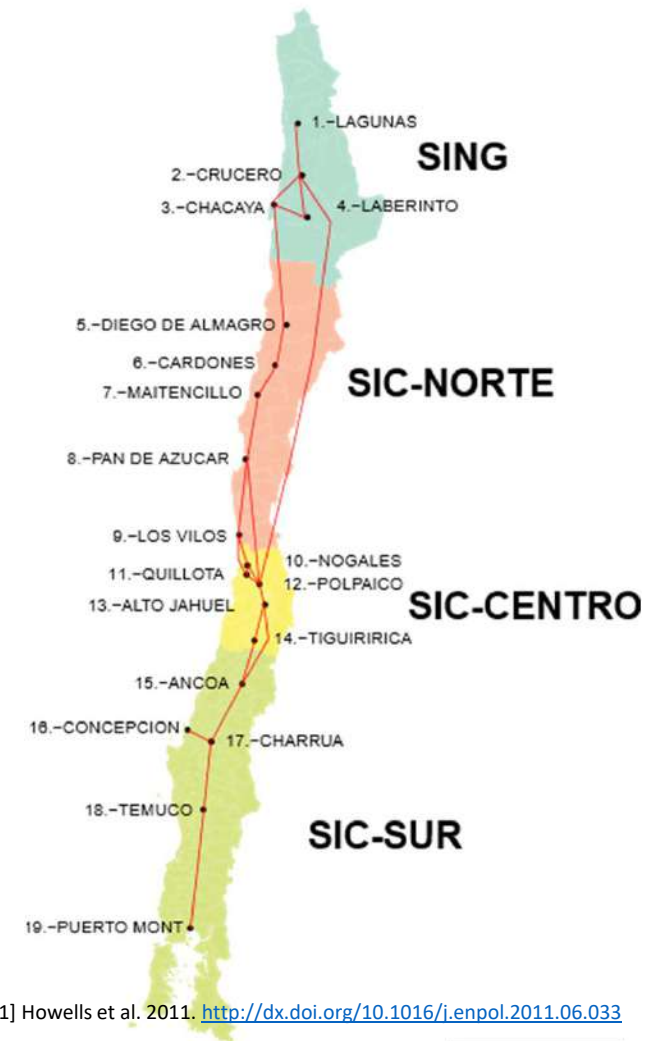 1.-LAGUNAS
SING
2.-CRUCERO
3.-CHACAYA
4.-LABERINTO
5.-DIEGO DE ALMAGRO
6.-CARDONES
SIC-NORTE
7.-MAITENCILLO
8.-PAN DE AZUCAR
9.-LOS VILOS
10.-NOGALES
11.-QUILLOTA
12.-POLPAICO
13.-ALTO JAHUEL
SIC-CENTRO
14.-TIGUIRIRICA
15.-ANCOA
16.-CONCEPCION
17.-CHARRUA
18.-TEMUCO
SIC-SUR
19.-PUERTO MONT
1] Howells et al. 2011. http://dx.doi.org/10.1016/j.enpol.2011.06.033